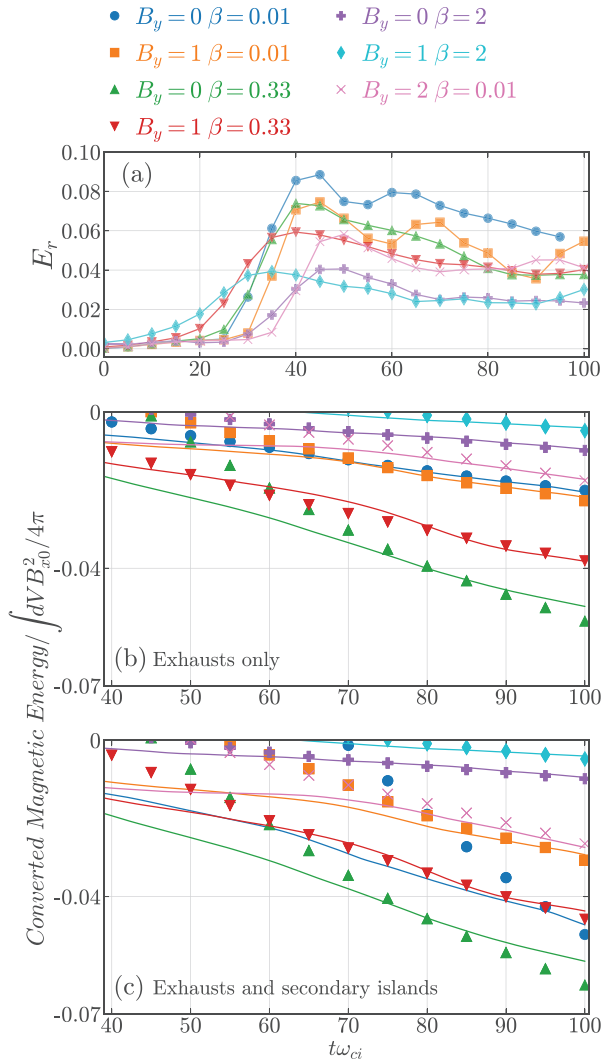 B_y = 0 β = 0.01
B_y = 0 β = 2
B_y = 1 β = 0.01
B_y = 1 β = 2
B_y = 0 β = 0.33
B_y = 2 β = 0.01
B_y = 1 β = 0.33
(a)
E_r
0.10
0.08
0.06
0.04
0.02
0.00
0 20 40 60 80 100
Converted Magnetic Energy/∫dVB²_{x0}/4π
0
-0.04
-0.07
(b) Exhausts only
40 50 60 70 80 90 100
0
-0.04
-0.07
(c) Exhausts and secondary islands
40 50 60 70 80 90 100
tω_{ci}